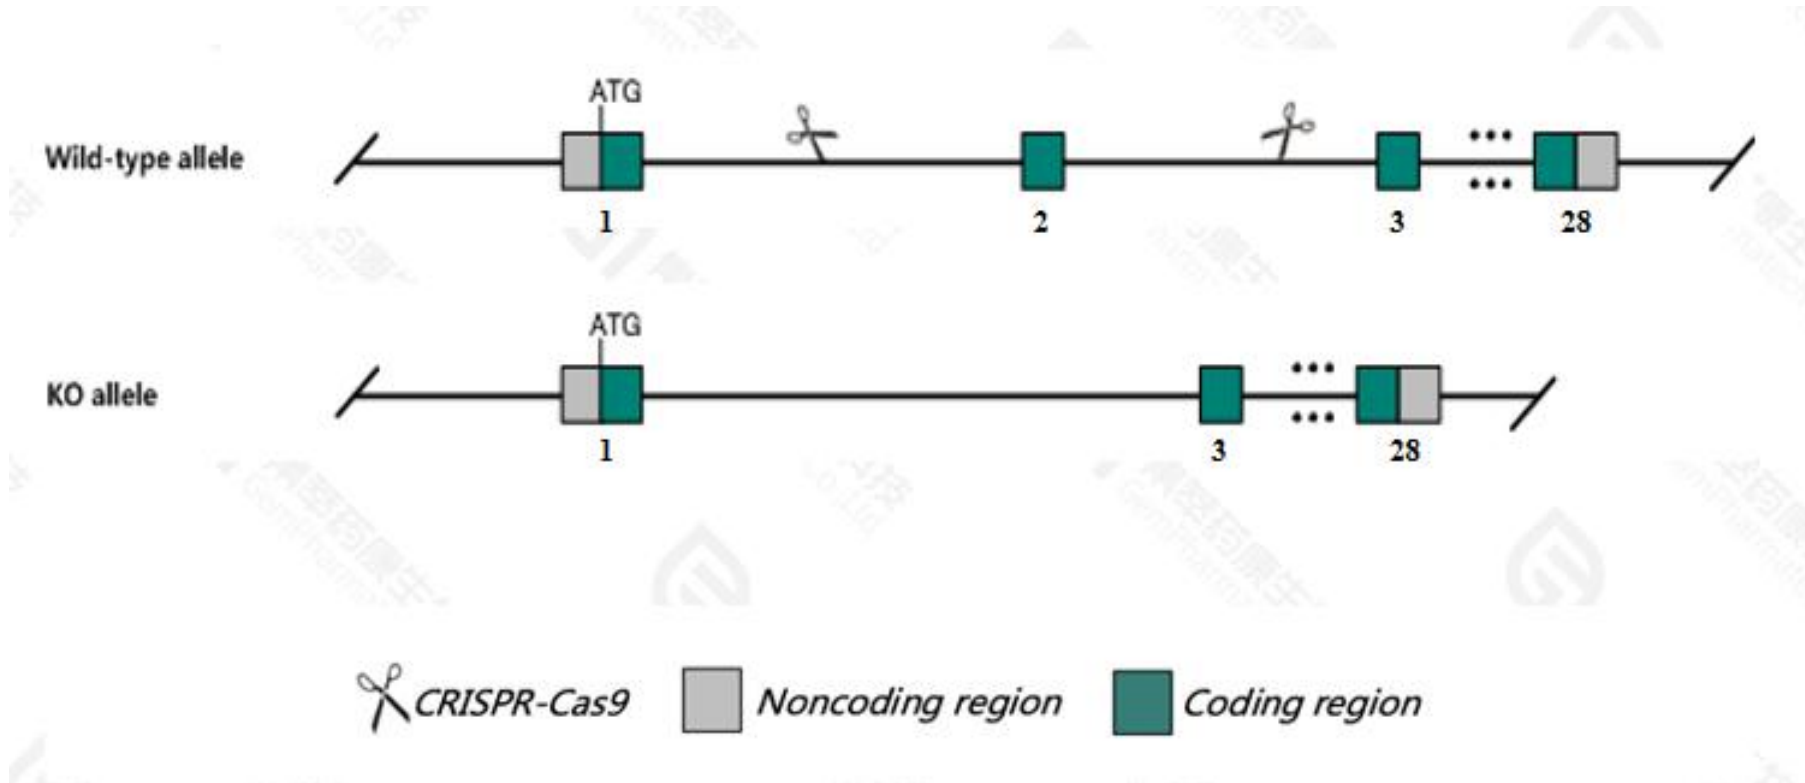 ATG
Wild-type allele
1 2 3 28
ATG
KO allele
1 3 28
CRISPR-Cas9 Noncoding region Coding region